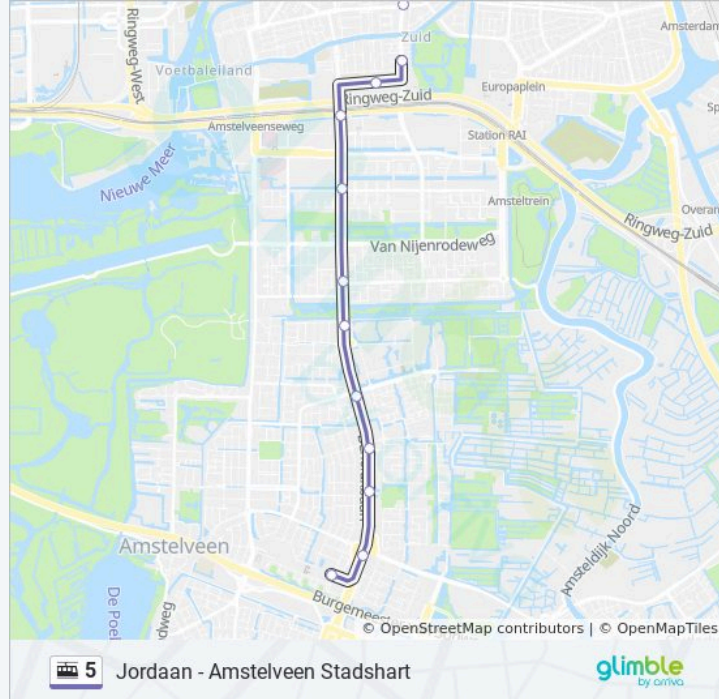 Amsterdam
Ringweg-West
Zuid
Voetbaleiland
Europaplein
Ringweg-Zuid
Amstelveenseweg
Station RAI
Nieuwe Meer
Amsteltrein
Ringweg-Zuid
Van Nijenrodeweg
Amstelveen
Amsteldijk Noord
De Poel
Burgemeest
© OpenStreetMap contributors | © OpenMapTiles
5 Jordaan - Amstelveen Stadshart
glimble
by arriva